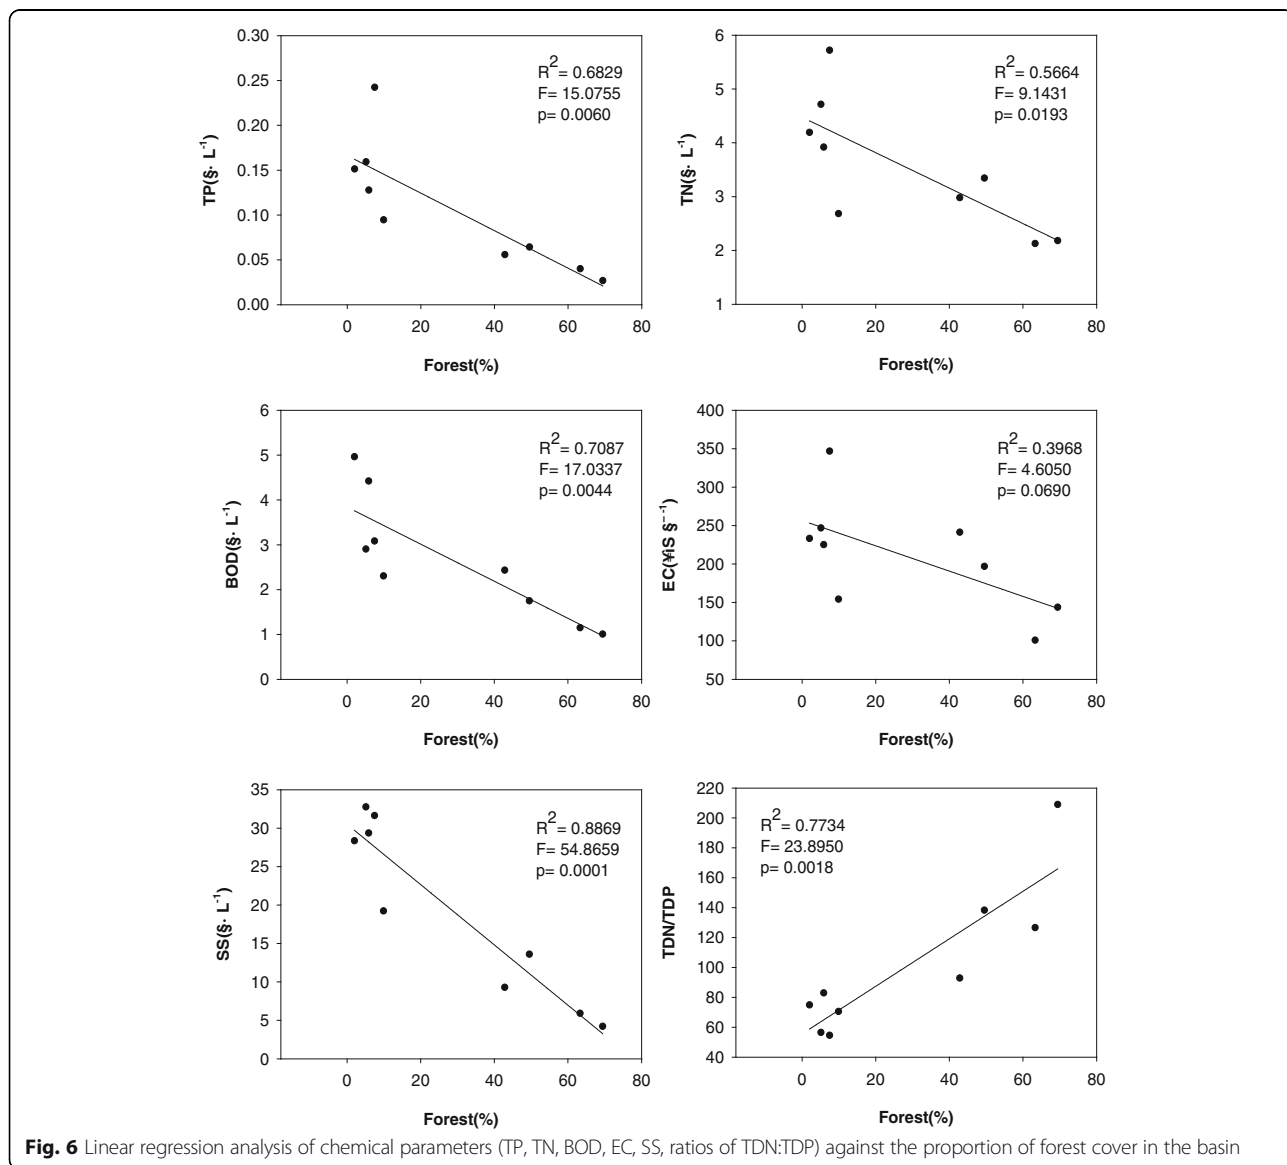 0.30
0.25
0.20
0.15
0.10
0.05
0.00
TP(§· L-1)
R2= 0.6829
F= 15.0755
p= 0.0060
0 20 40 60 80
Forest(%)
6
5
4
3
2
1
TN(§· L-1)
R2= 0.5664
F= 9.1431
p= 0.0193
0 20 40 60 80
Forest(%)
6
5
4
3
2
1
0
BOD(§· L-1)
R2= 0.7087
F= 17.0337
p= 0.0044
0 20 40 60 80
Forest(%)
400
350
300
250
200
150
100
50
EC(¥ìS §¯-1)
R2= 0.3968
F= 4.6050
p= 0.0690
0 20 40 60 80
Forest(%)
35
30
25
20
15
10
5
0
SS(§· L-1)
R2= 0.8869
F= 54.8659
p= 0.0001
0 20 40 60 80
Forest(%)
220
200
180
160
140
120
100
80
60
40
TDN/TDP
R2= 0.7734
F= 23.8950
p= 0.0018
0 20 40 60 80
Forest(%)
Fig. 6 Linear regression analysis of chemical parameters (TP, TN, BOD, EC, SS, ratios of TDN:TDP) against the proportion of forest cover in the basin